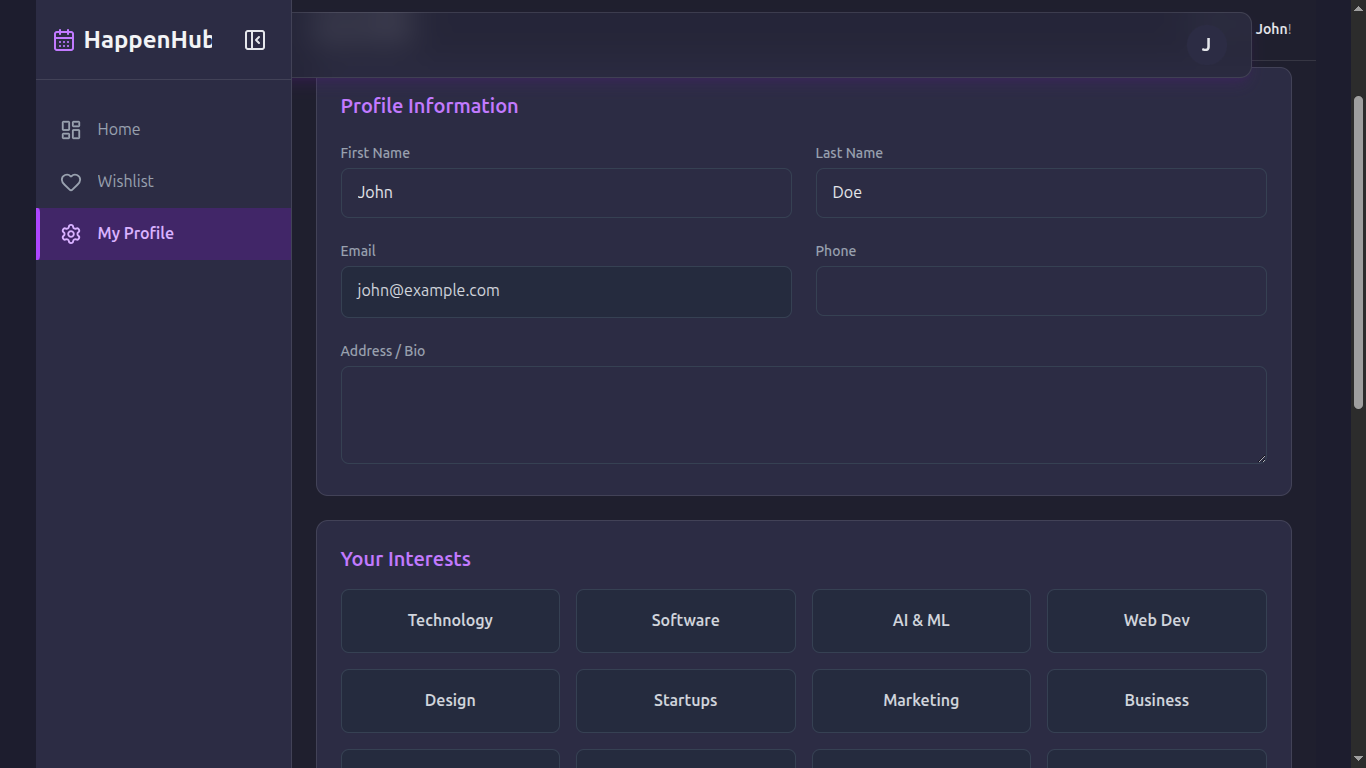 HappenHub
J
John!
Home
Wishlist
My Profile
Profile Information
First Name
Last Name
John
Doe
Email
Phone
john@example.com
Address / Bio
Your Interests
Technology
Software
AI & ML
Web Dev
Design
Startups
Marketing
Business